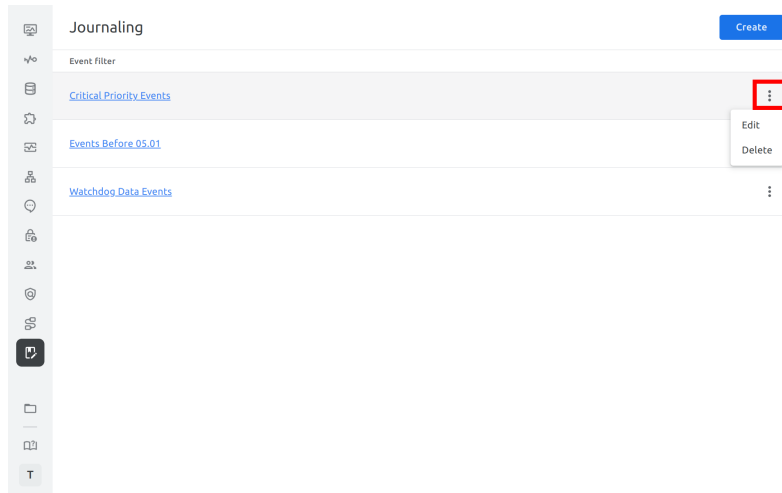 Journaling
Create
Event filter
Critical Priority Events
Edit
Delete
Events Before 05.01
Watchdog Data Events
T